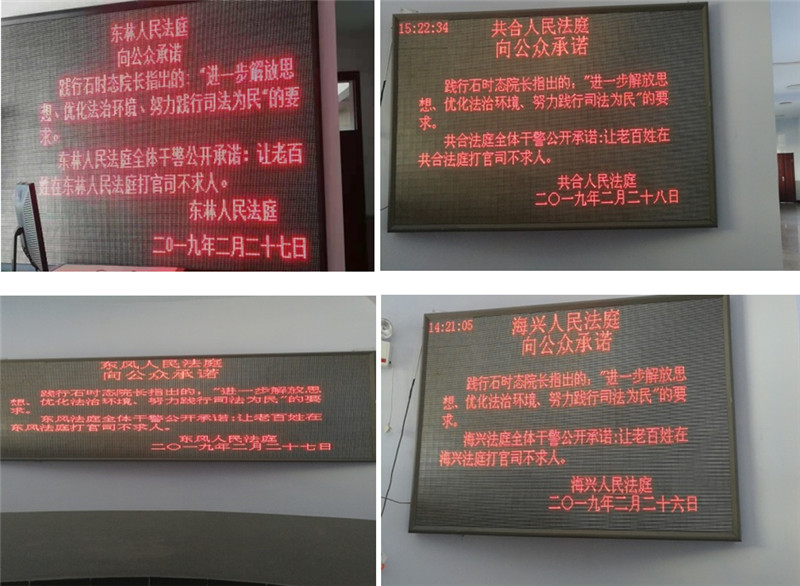 东林人民法庭
向公众承诺
践行石时态院长指出的：“进一步解放思
想、优化法治环境、努力践行司法为民”的要
求。
东林人民法庭全体干警公开承诺：让老百
姓在东林人民法庭打官司不求人。
东林人民法庭
二0一九年二月二十七日
15:22:34
共合人民法庭
向公众承诺
践行石时态院长指出的：“进一步解放思
想、优化法治环境、努力践行司法为民”的要
求。
共合法庭全体干警公开承诺:让老百姓在
共合法庭打官司不求人。
共合人民法庭
二〇一九年二月二十八日
东风人民法庭
向公众承诺
践行石时态院长指出的：“进一步解放思
想、优化法治环境、努力践行司法为民”的要
求。
东风法庭全体干警公开承诺:让老百姓在
东风法庭打官司不求人。
东风人民法庭
二〇一九年二月二十七日
14:21:05
海兴人民法庭
向公众承诺
践行石时态院长指出的：“进一步解放思
想、优化法治环境、努力践行司法为民”的要
求。
海兴法庭全体干警公开承诺:让老百姓在
海兴法庭打官司不求人。
海兴人民法庭
二〇一九年二月二十六日